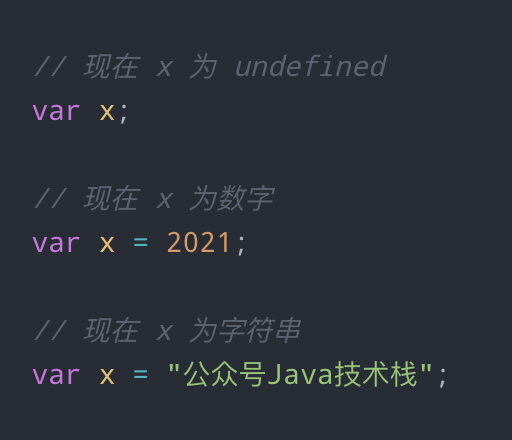 // 现在 x 为 undefined
var x;
// 现在 x 为数字
var x = 2021;
// 现在 x 为字符串
var x = "公众号Java技术栈";